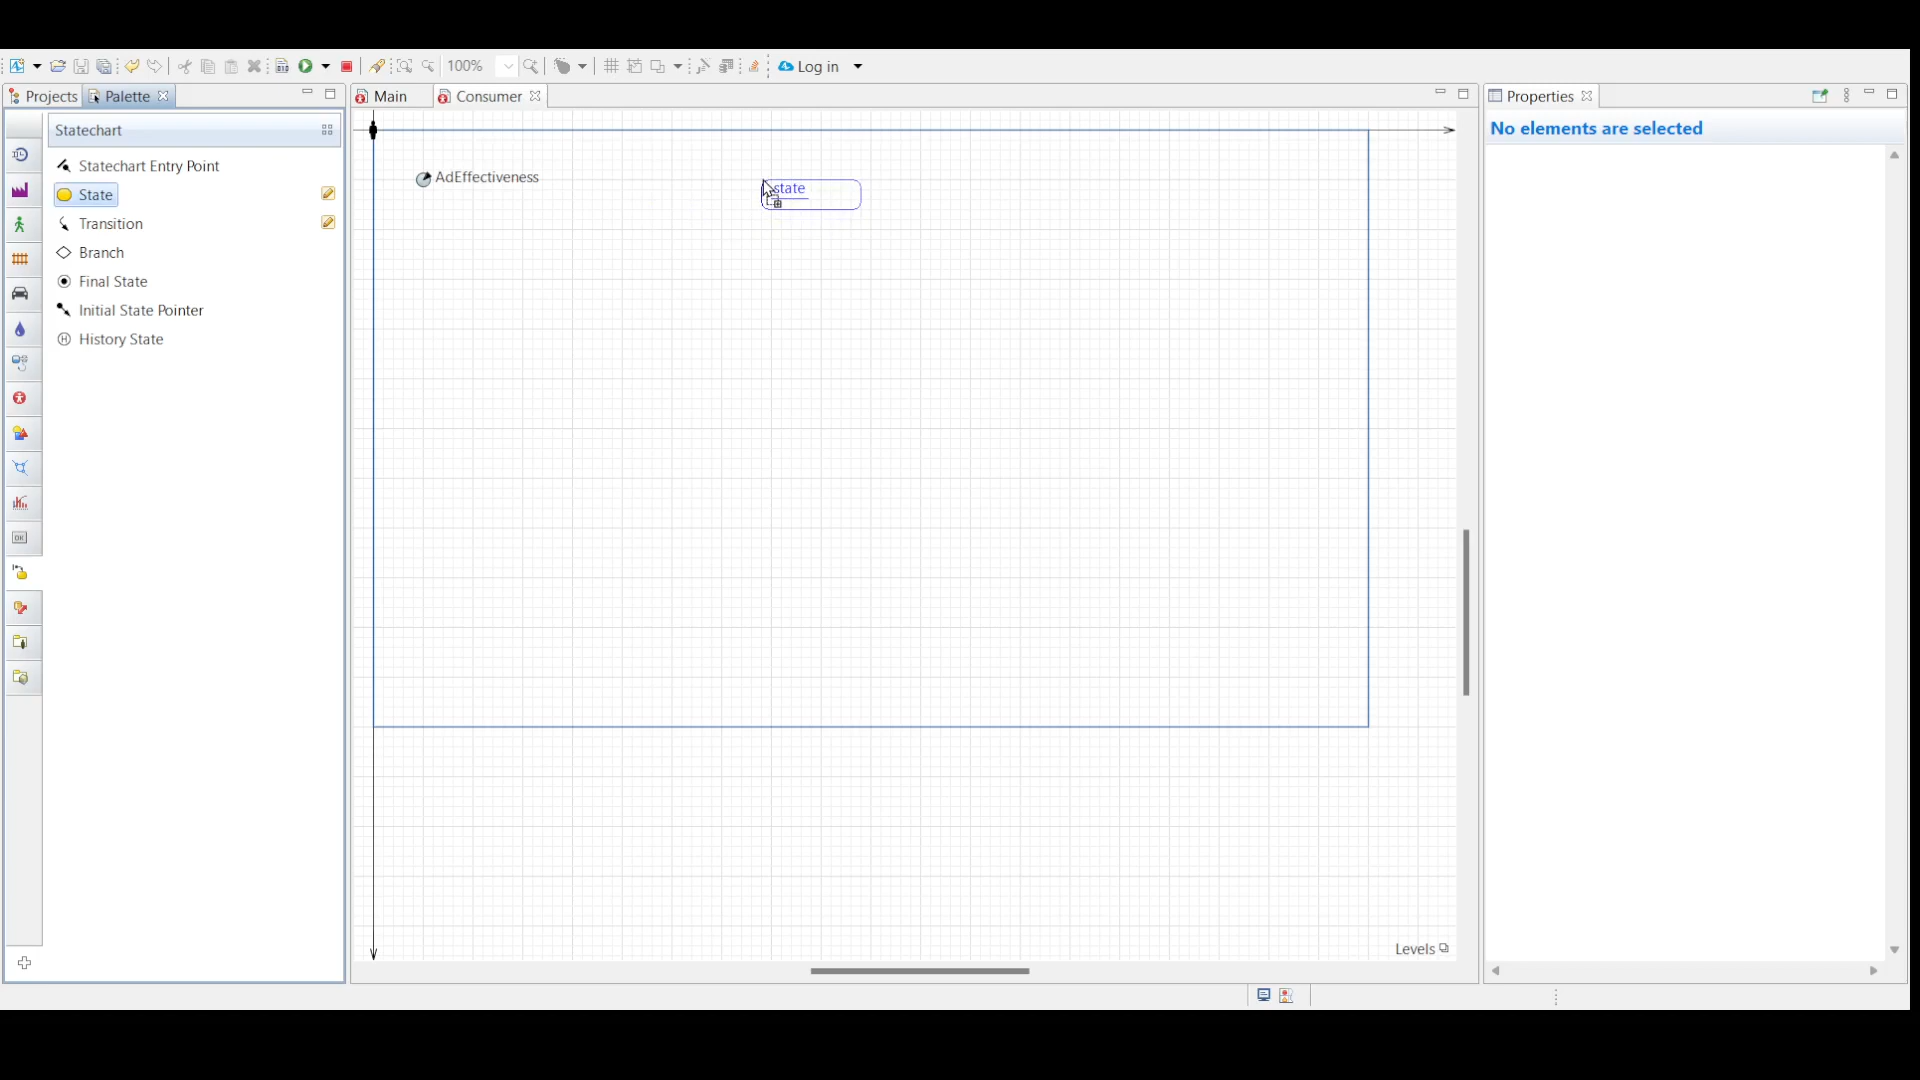 100%
Log in
Projects
Palette
Main
Consumer
Properties
Statechart
No elements are selected
Statechart Entry Point
AdEffectiveness
state
State
Transition
Branch
Final State
Initial State Pointer
History State
Levels